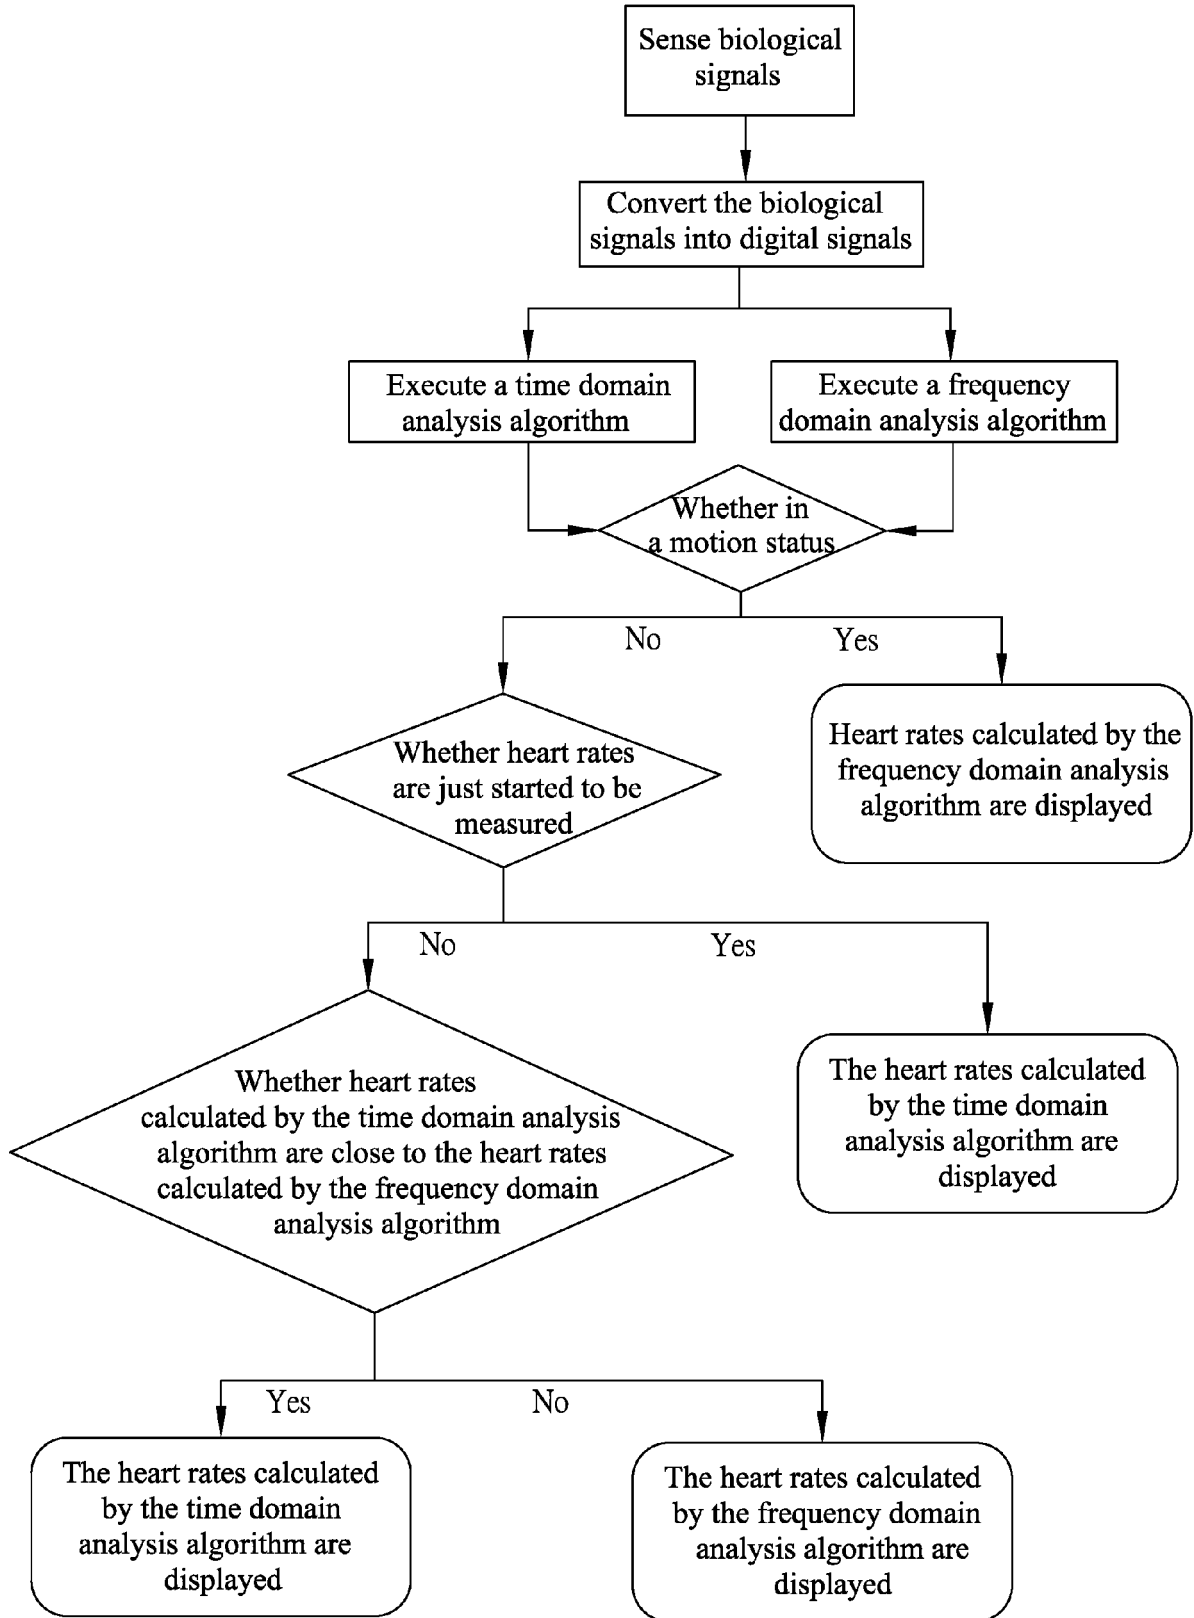 Sense biological
signals
Convert the biological
signals into digital signals
Execute a time domain
analysis algorithm
Execute a frequency
domain analysis algorithm
Whether in
a motion status
No
Yes
Whether heart rates
are just started to be
measured
Heart rates calculated by the
frequency domain analysis
algorithm are displayed
No
Yes
Whether heart rates
calculated by the time domain analysis
algorithm are close to the heart rates
calculated by the frequency domain
analysis algorithm
The heart rates calculated
by the time domain
analysis algorithm are
displayed
Yes
No
The heart rates calculated
by the time domain
analysis algorithm are
displayed
The heart rates calculated
by the frequency domain
analysis algorithm are
displayed